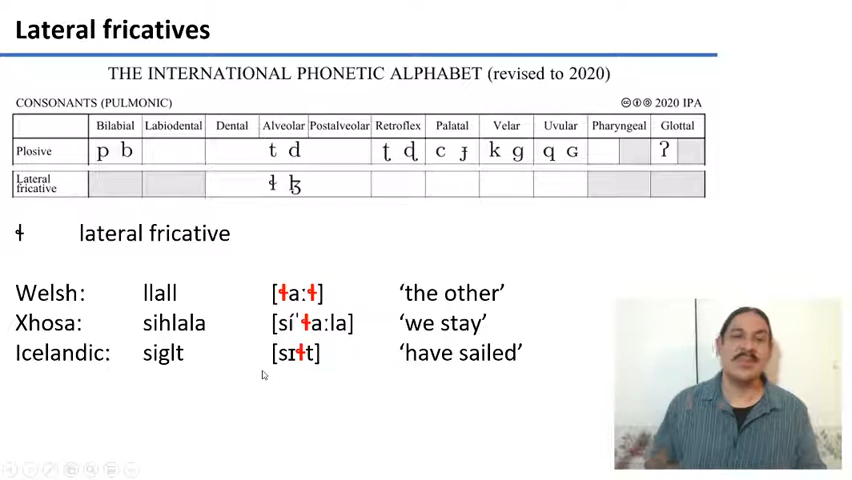 Lateral fricatives
THE INTERNATIONAL PHONETIC ALPHABET (revised to 2020)
CONSONANTS (PULMONIC) © 2020 IPA
Bilabial Labiodental Dental Alveolar Postalveolar Retroflex Palatal Velar Uvular Pharyngeal Glottal
Plosive p b t d ʈ ɖ c ɟ k ɡ q ɢ ʔ
Lateral
fricative ɬ ɮ
ɬ lateral fricative
Welsh: llall [ɬaːɬ] ‘the other’
Xhosa: sihlala [síˈɬaːla] ‘we stay’
Icelandic: siglt [sɪɬt] ‘have sailed’